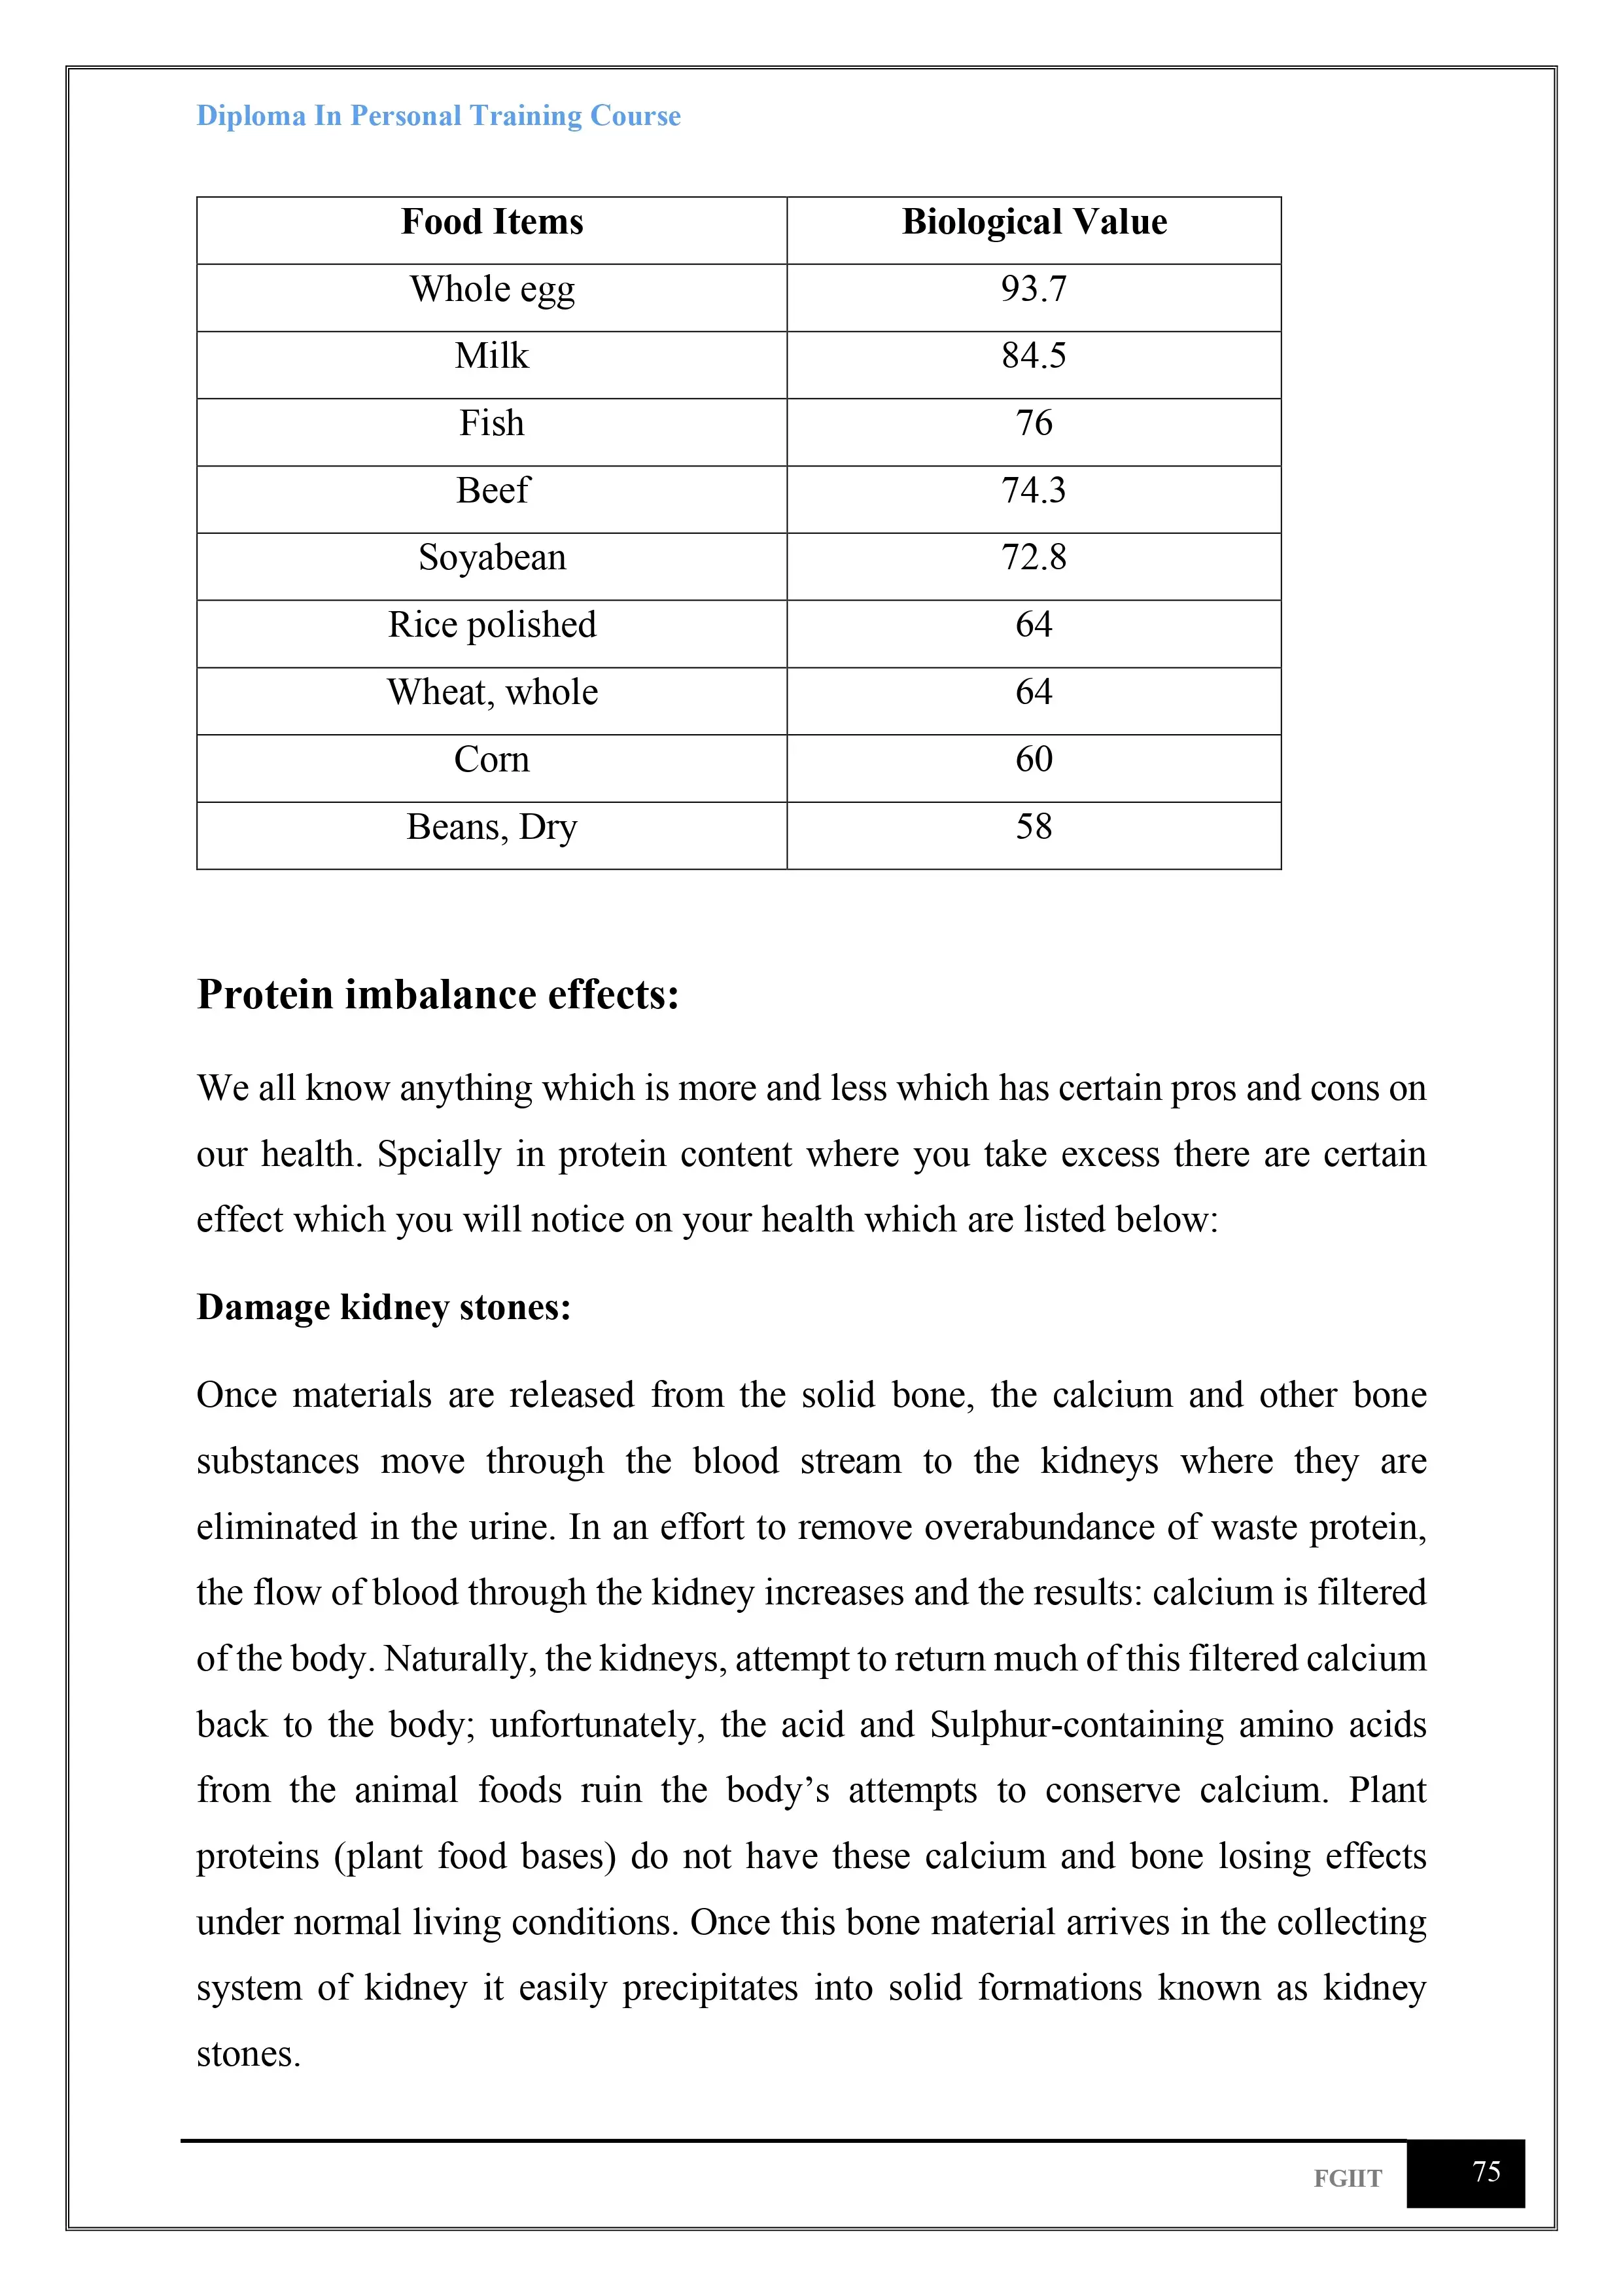 Diploma In Personal Training Course
Food Items Biological Value
Whole egg 93.7
Milk 84.5
Fish 76
Beef 74.3
Soyabean 72.8
Rice polished 64
Wheat, whole 64
Corn 60
Beans, Dry 58
Protein imbalance effects:
We all know anything which is more and less which has certain pros and cons on
our health. Spcially in protein content where you take excess there are certain
effect which you will notice on your health which are listed below:
Damage kidney stones:
Once materials are released from the solid bone, the calcium and other bone
substances move through the blood stream to the kidneys where they are
eliminated in the urine. In an effort to remove overabundance of waste protein,
the flow of blood through the kidney increases and the results: calcium is filtered
of the body. Naturally, the kidneys, attempt to return much of this filtered calcium
back to the body; unfortunately, the acid and Sulphur-containing amino acids
from the animal foods ruin the body’s attempts to conserve calcium. Plant
proteins (plant food bases) do not have these calcium and bone losing effects
under normal living conditions. Once this bone material arrives in the collecting
system of kidney it easily precipitates into solid formations known as kidney
stones.
FGIIT 75